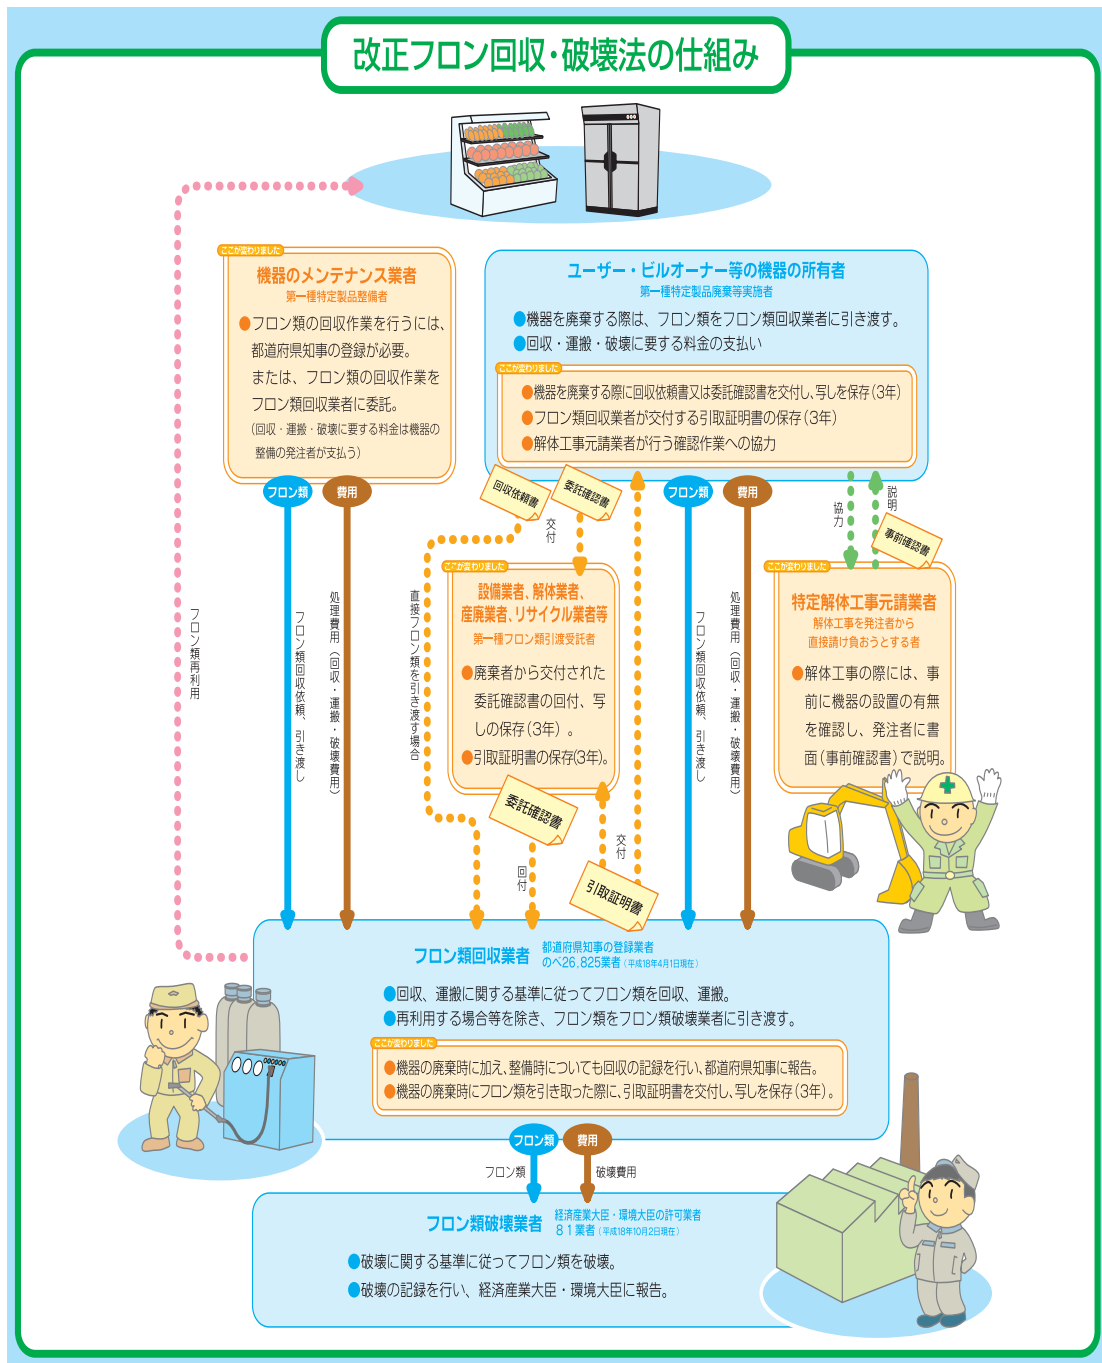 改正フロン回収・破壊法の仕組み
ここが変わりました
機器のメンテナンス業者
第一種特定製品整備者
●フロン類の回収作業を行うには、
都道府県知事の登録が必要。
または、フロン類の回収作業を
フロン類回収業者に委託。
(回収・運搬・破壊に要する料金は機器の
整備の発注者が支払う)
ユーザー・ビルオーナー等の機器の所有者
第一種特定製品廃棄等実施者
●機器を廃棄する際は、フロン類をフロン類回収業者に引き渡す。
●回収・運搬・破壊に要する料金の支払い
ここが変わりました
●機器を廃棄する際に回収依頼書又は委託確認書を交付し、写しを保存(3年)
●フロン類回収業者が交付する引取証明書の保存(3年)
●解体工事元請業者が行う確認作業への協力
フロン類
費用
回収依頼書
委託確認書
交付
フロン類
費用
協力
説明
事前確認書
フロン類再利用
フロン類回収依頼、引き渡し
処理費用(回収・運搬・破壊費用)
直接フロン類を引き渡す場合
ここが変わりました
設備業者、解体業者、
産廃業者、リサイクル業者等
第一種フロン類引渡受託者
●廃棄者から交付された
委託確認書の回付、写
しの保存(3年)。
●引取証明書の保存(3年)。
フロン類回収依頼、引き渡し
処理費用(回収・運搬・破壊費用)
ここが変わりました
特定解体工事元請業者
解体工事を発注者から
直接請け負おうとする者
●解体工事の際には、事
前に機器の設置の有無
を確認し、発注者に書
面(事前確認書)で説明。
委託確認書
回付
交付
引取証明書
フロン類回収業者
都道府県知事の登録業者
のべ26,825業者(平成18年4月1日現在)
●回収、運搬に関する基準に従ってフロン類を回収、運搬。
●再利用する場合等を除き、フロン類をフロン類破壊業者に引き渡す。
ここが変わりました
●機器の廃棄時に加え、整備時についても回収の記録を行い、都道府県知事に報告。
●機器の廃棄時にフロン類を引き取った際に、引取証明書を交付し、写しを保存(3年)。
フロン類
費用
フロン類
破壊費用
フロン類破壊業者
経済産業大臣・環境大臣の許可業者
81業者(平成18年10月2日現在)
●破壊に関する基準に従ってフロン類を破壊。
●破壊の記録を行い、経済産業大臣・環境大臣に報告。